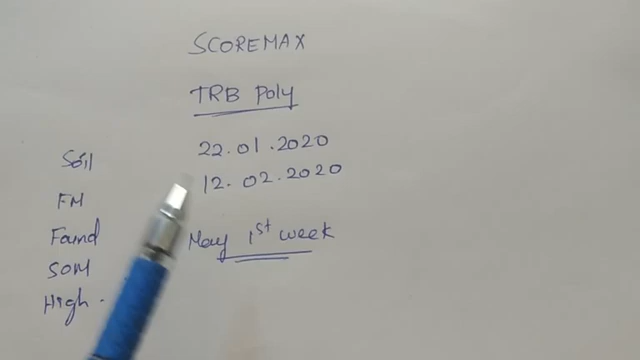 SCOREMAX
TRB Poly
22.01.2020
12.02.2020
May 1st week
Soil
FM
Found
SOM
High.